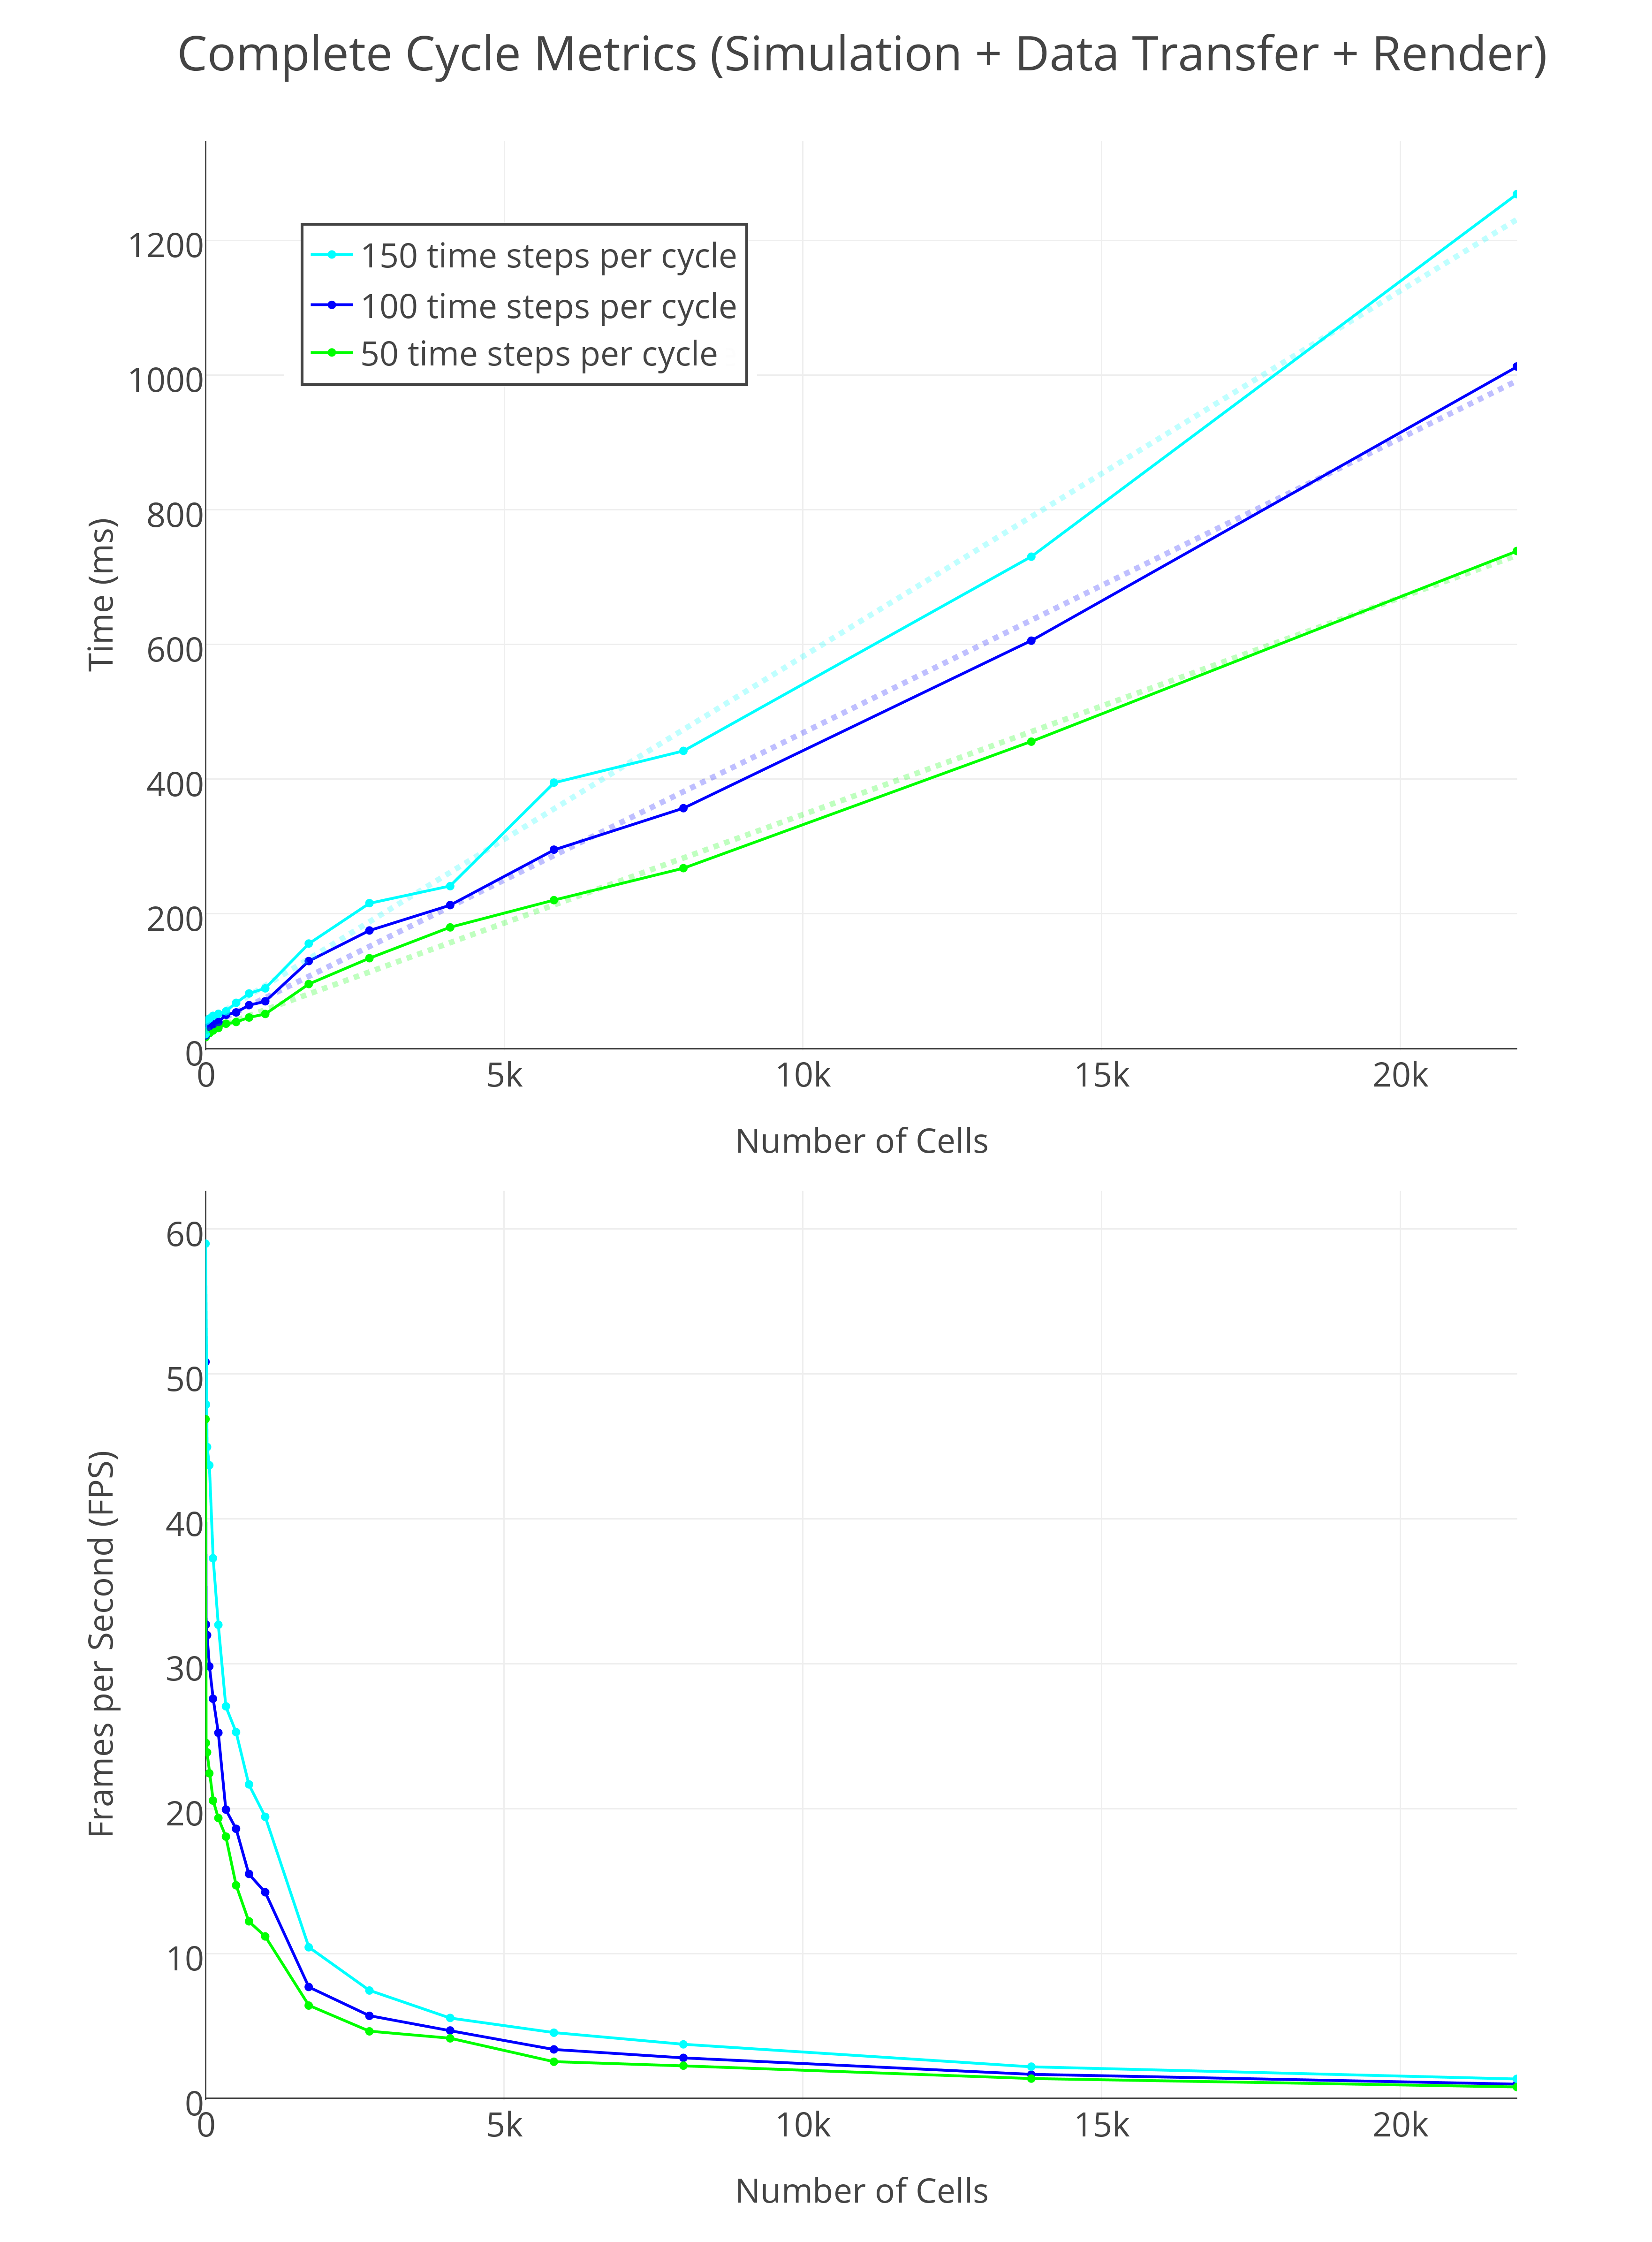 Complete Cycle Metrics (Simulation + Data Transfer + Render)
150 time steps per cycle
100 time steps per cycle
50 time steps per cycle
Time (ms)
1200
1000
800
600
400
200
0
0 5k 10k 15k 20k
Number of Cells
Frames per Second (FPS)
60
50
40
30
20
10
0
0 5k 10k 15k 20k
Number of Cells